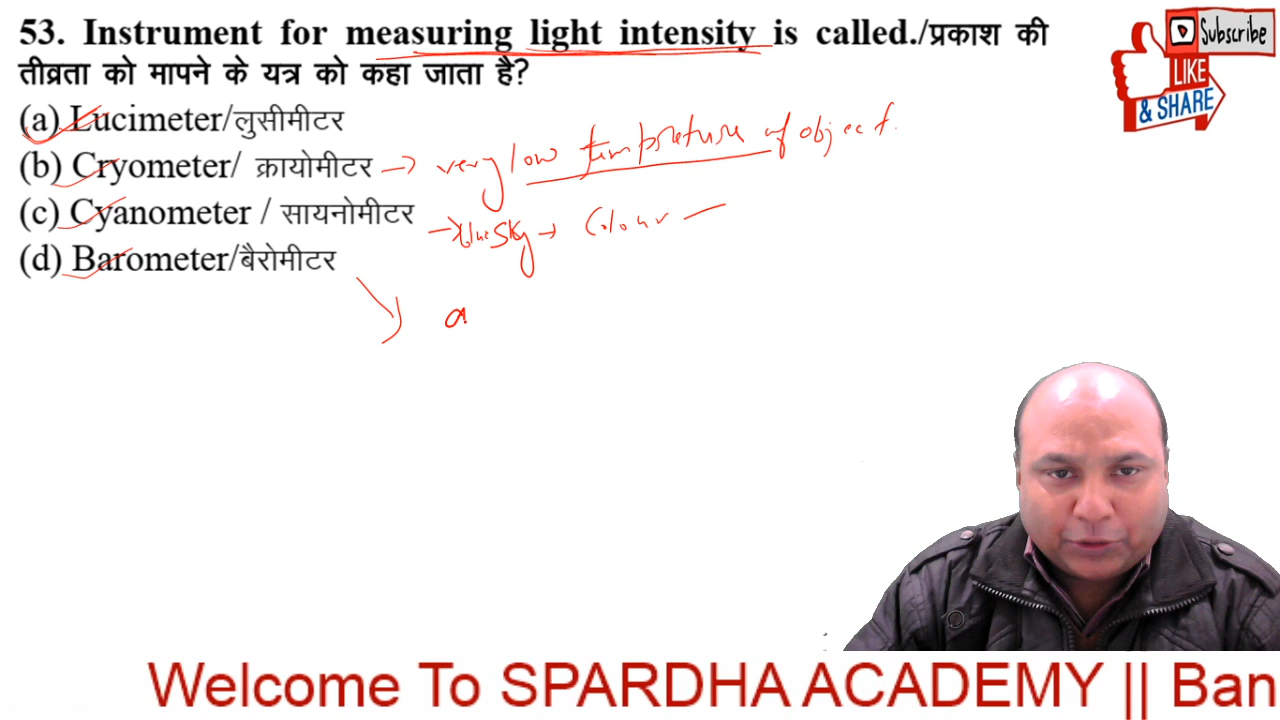 53. Instrument for measuring light intensity is called./प्रकाश की
तीव्रता को मापने के यत्र को कहा जाता है?
(a) Lucimeter/लुसीमीटर
(b) Cryometer/ क्रायोमीटर → very low temprature of object.
(c) Cyanometer / सायनोमीटर → blue sky → Colour —
(d) Barometer/बैरोमीटर
a
Subscribe
LIKE
& SHARE
Welcome To SPARDHA ACADEMY || Ban